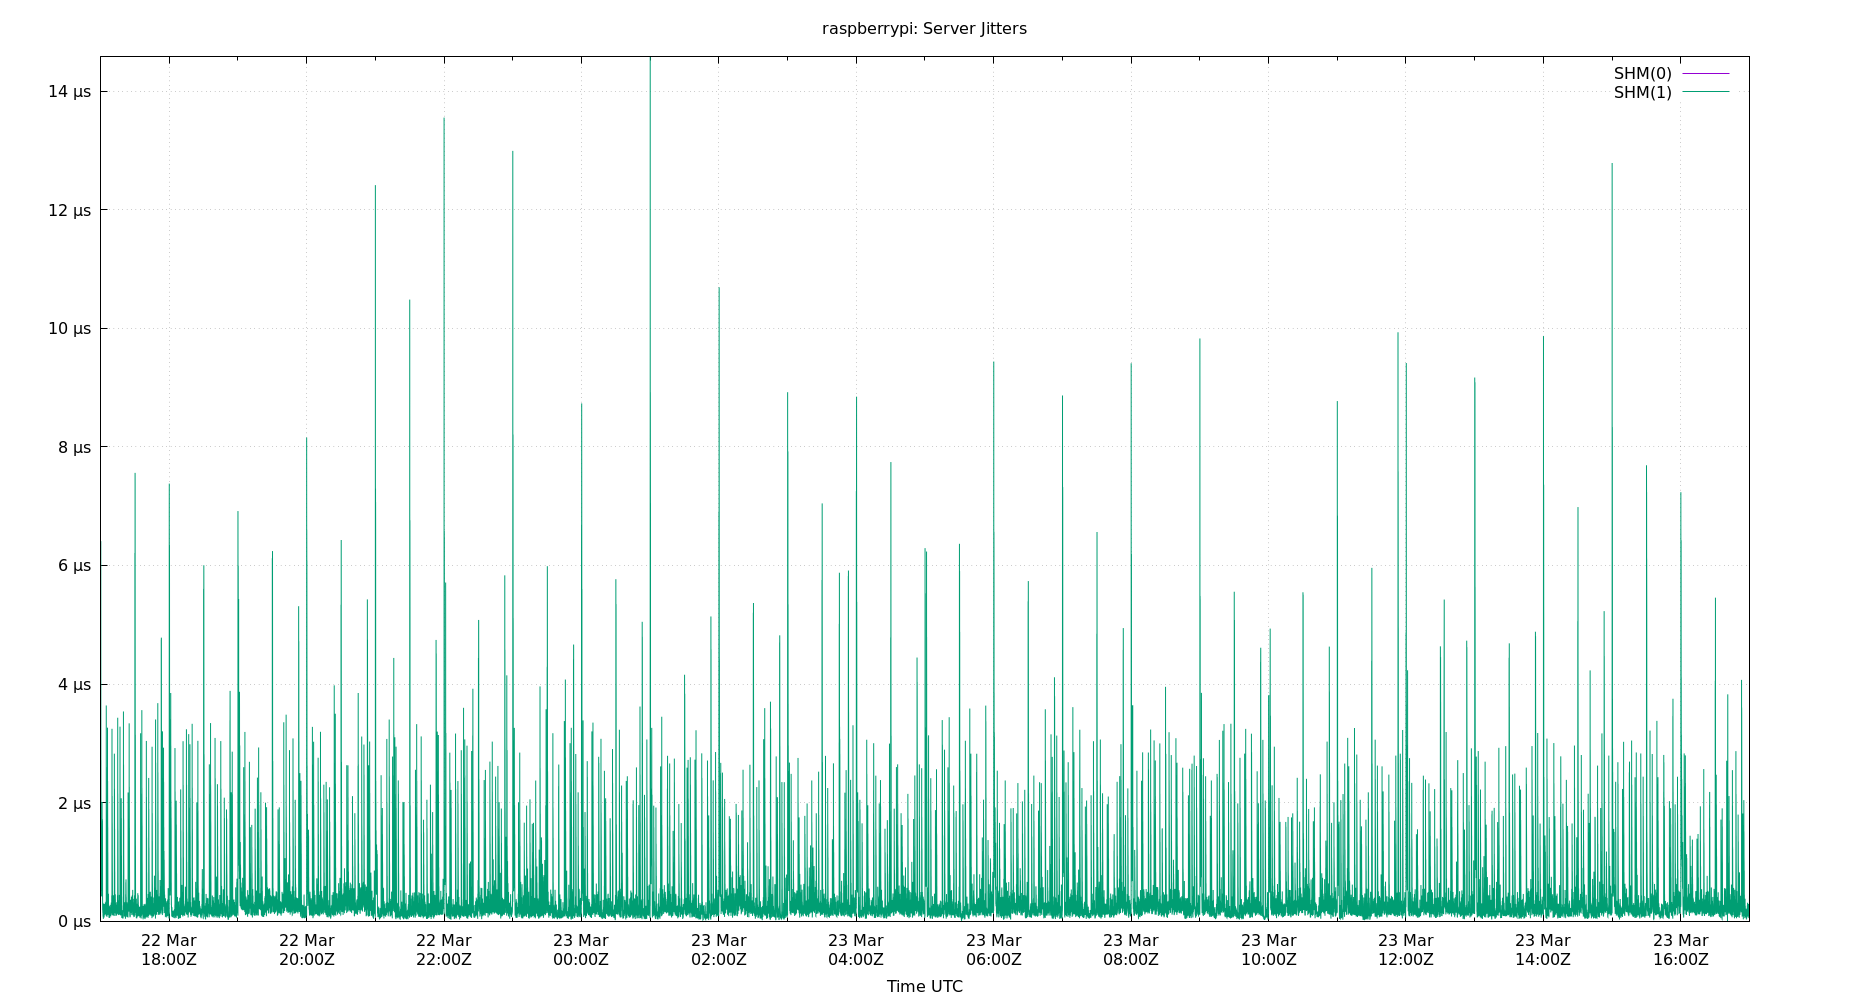 raspberrypi: Server Jitters
SHM(0)
SHM(1)
14 µs
12 µs
10 µs
8 µs
6 µs
4 µs
2 µs
0 µs
22 Mar 22 Mar 22 Mar 23 Mar 23 Mar 23 Mar 23 Mar 23 Mar 23 Mar 23 Mar 23 Mar 23 Mar
18:00Z 20:00Z 22:00Z 00:00Z 02:00Z 04:00Z 06:00Z 08:00Z 10:00Z 12:00Z 14:00Z 16:00Z
Time UTC